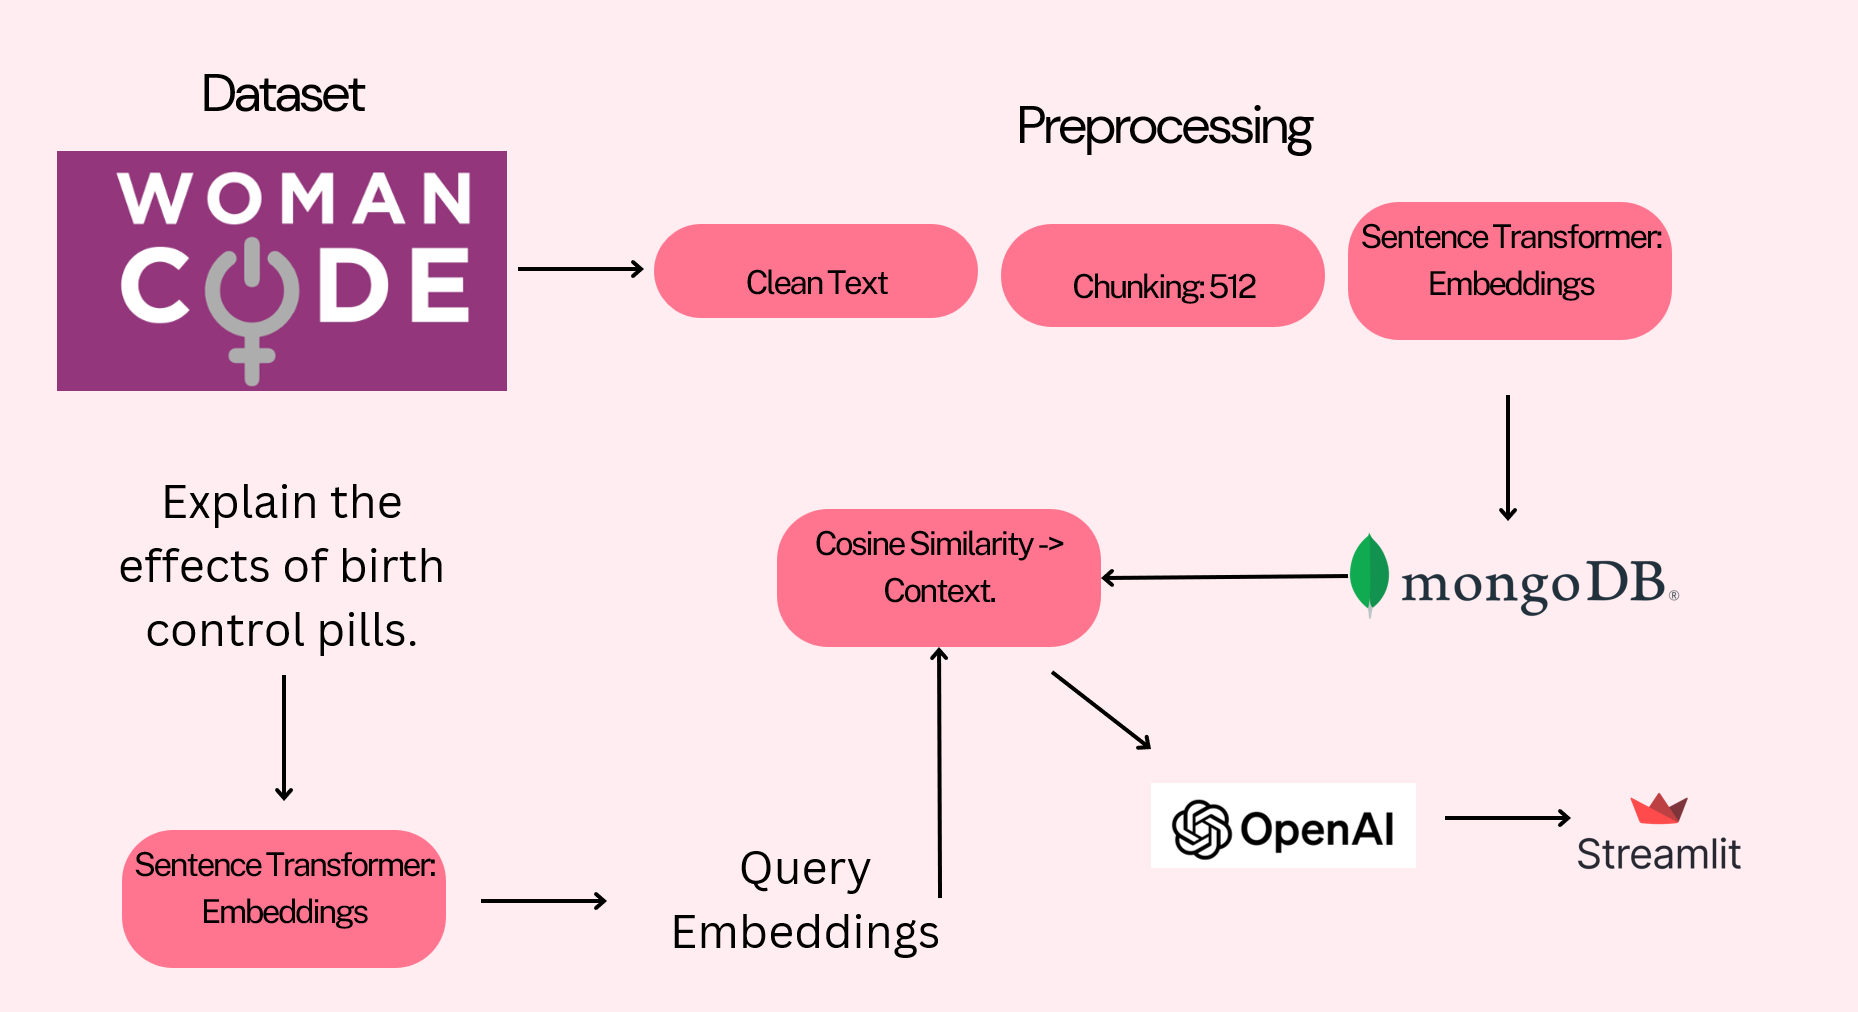 Dataset
WOMAN
CODE
Preprocessing
Clean Text
Chunking: 512
Sentence Transformer:
Embeddings
Explain the
effects of birth
control pills.
Cosine Similarity ->
Context.
mongoDB®
Sentence Transformer:
Embeddings
Query
Embeddings
OpenAI
Streamlit